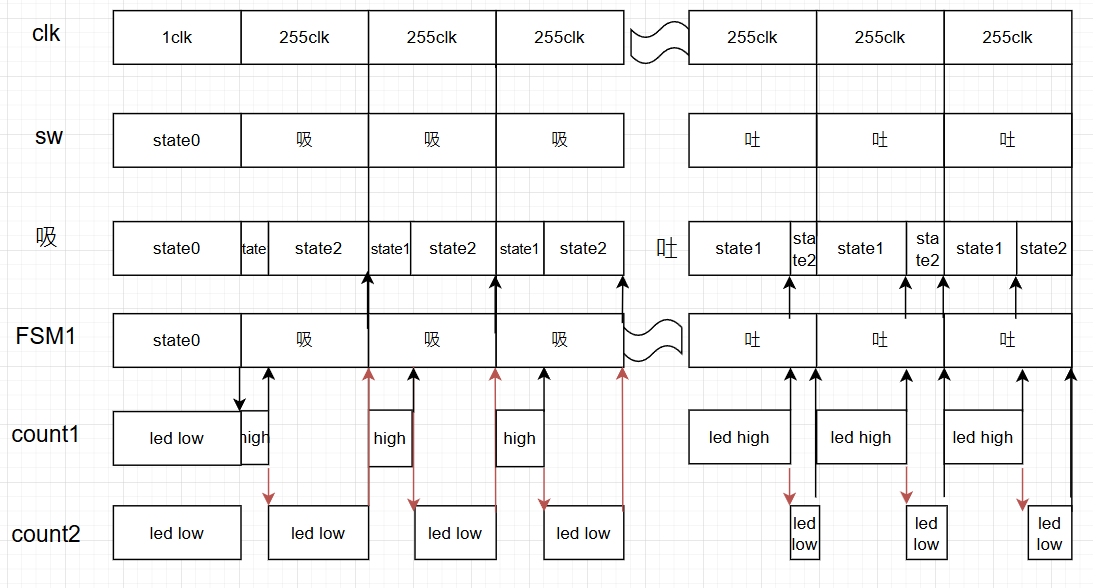 clk 1clk 255clk 255clk 255clk 255clk 255clk 255clk
sw state0 吸 吸 吸 吐 吐 吐
吸 state0 tate state2 state1 state2 state1 state2 吐 state1 sta state1 sta state1 state2
te2 te2
FSM1 state0 吸 吸 吸 吐 吐 吐
count1 led low high high high led high led high led high
count2 led low led low led low led low led led led
low low low